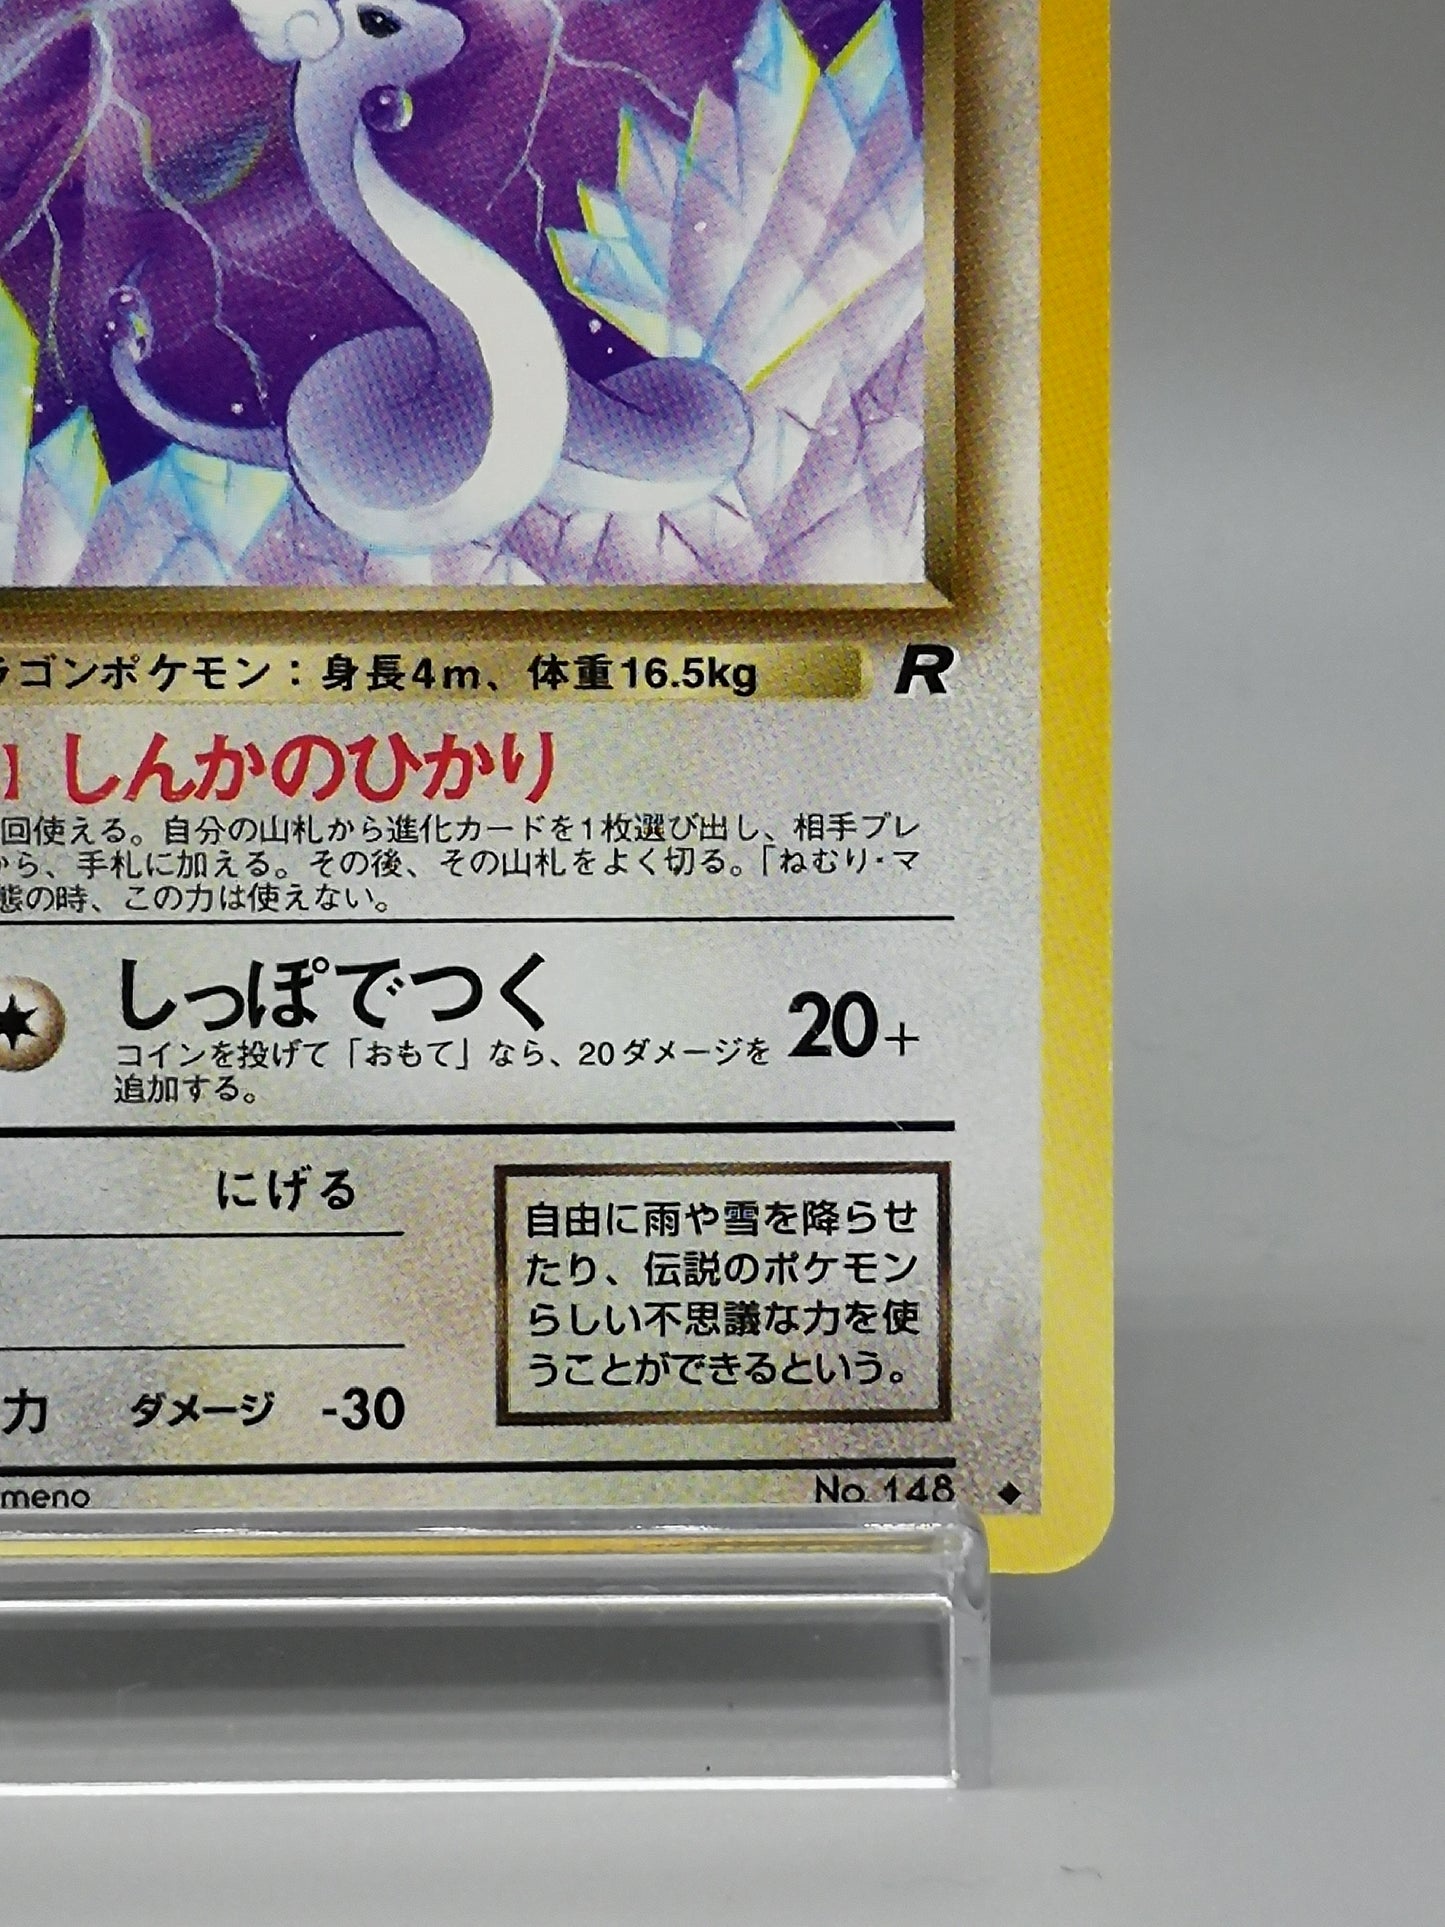 ラゴンポケモン：身長4m、体重16.5kg
R
】しんかのひかり
回使える。自分の山札から進化カードを1枚選び出し、相手プレ
から、手札に加える。その後、その山札をよく切る。「ねむり・マ
態の時、この力は使えない。
しっぽでつく
20+
コインを投げて「おもて」なら、20ダメージを
追加する。
にげる
自由に雨や雪を降らせ
たり、伝説のポケモン
らしい不思議な力を使
うことができるという。
力 ダメージ -30
meno
No. 148 ◆